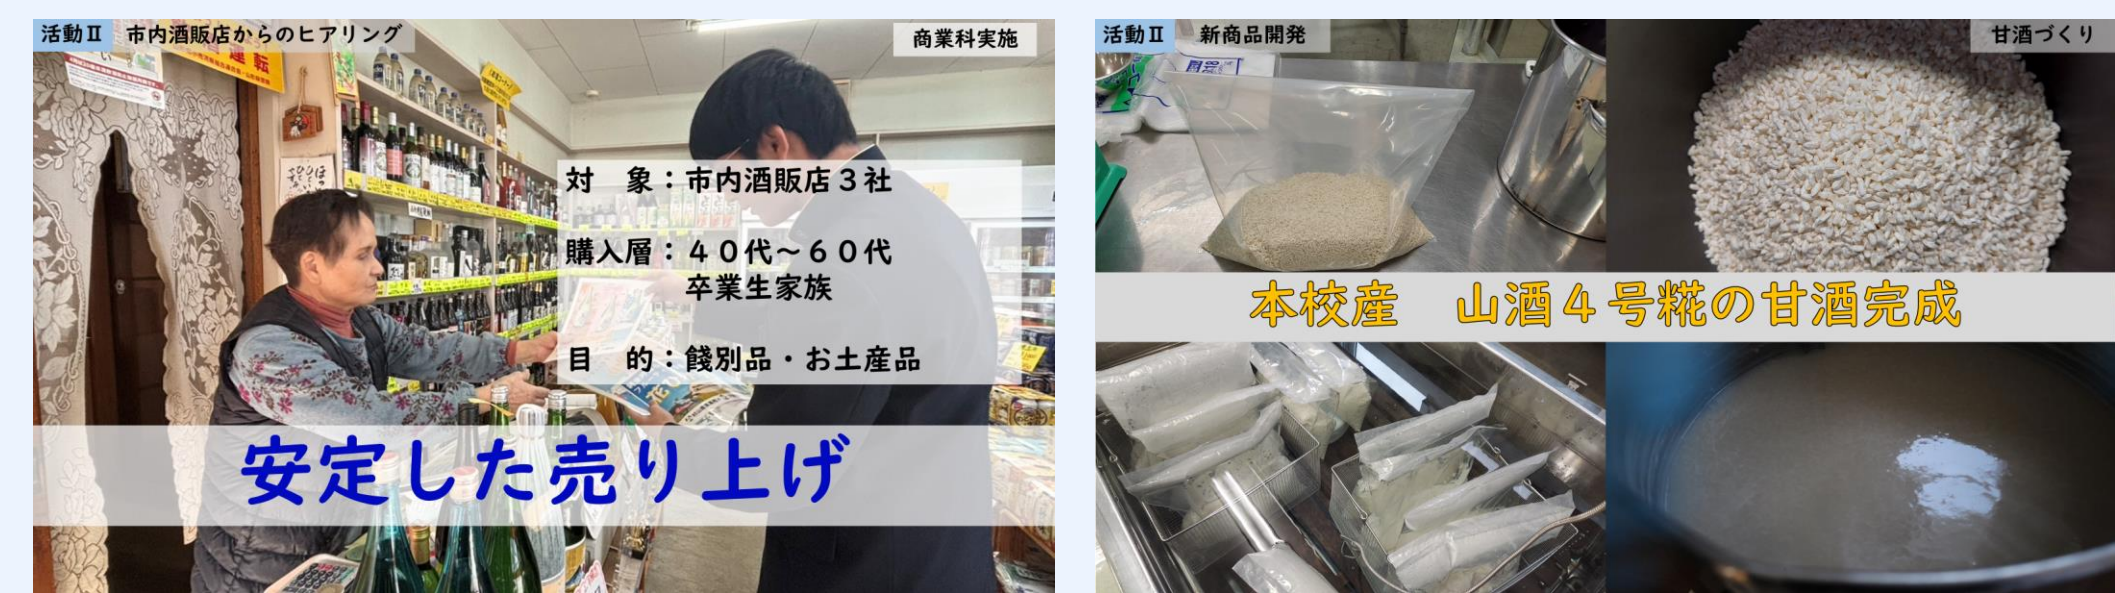 活動Ⅱ 市内酒販店からのヒアリング
商業科実施
対 象：市内酒販店３社
購入層：４０代～６０代
卒業生家族
目 的：餞別品・お土産品
安定した売り上げ
活動Ⅱ 新商品開発
甘酒づくり
本校産 山酒４号糀の甘酒完成